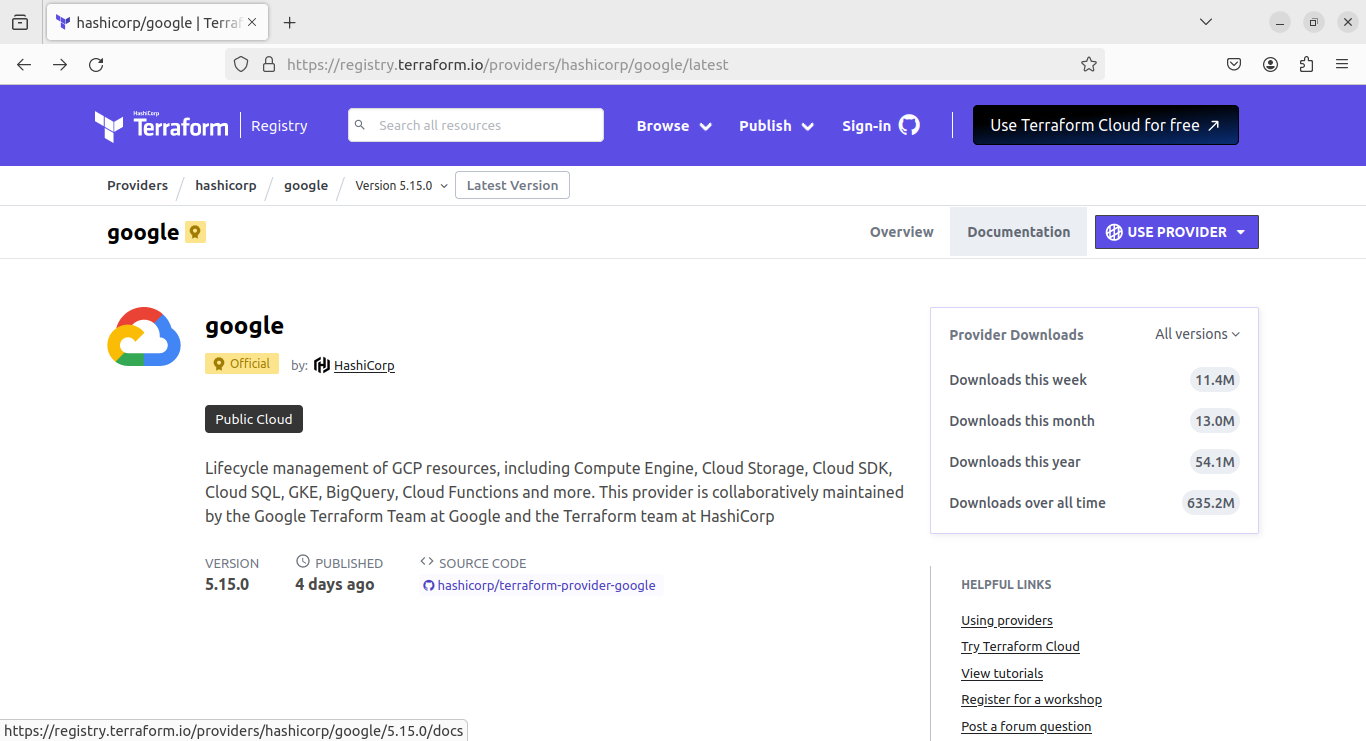 hashicorp/google | Terraf
https://registry.terraform.io/providers/hashicorp/google/latest
HashiCorp
Terraform
Registry
Search all resources
Browse
Publish
Sign-in
Use Terraform Cloud for free
Providers
hashicorp
google
Version 5.15.0
Latest Version
google
Overview
Documentation
USE PROVIDER
google
Official
by:
HashiCorp
Public Cloud
Lifecycle management of GCP resources, including Compute Engine, Cloud Storage, Cloud SDK,
Cloud SQL, GKE, BigQuery, Cloud Functions and more. This provider is collaboratively maintained
by the Google Terraform Team at Google and the Terraform team at HashiCorp
VERSION
5.15.0
PUBLISHED
4 days ago
SOURCE CODE
hashicorp/terraform-provider-google
Provider Downloads
All versions
Downloads this week
11.4M
Downloads this month
13.0M
Downloads this year
54.1M
Downloads over all time
635.2M
HELPFUL LINKS
Using providers
Try Terraform Cloud
View tutorials
Register for a workshop
Post a forum question
https://registry.terraform.io/providers/hashicorp/google/5.15.0/docs